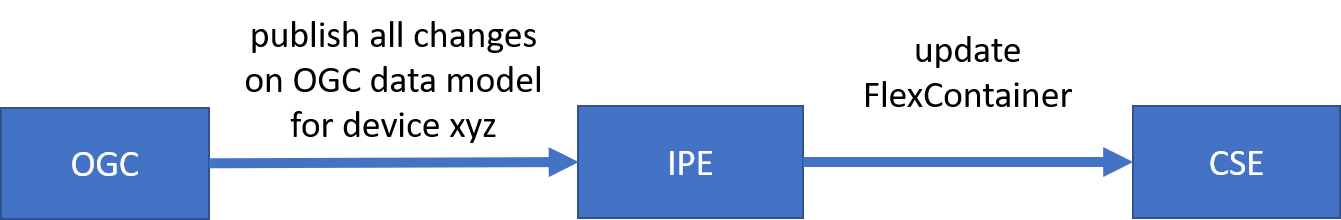 publish all changes
on OGC data model
for device xyz
update
FlexContainer
OGC
IPE
CSE